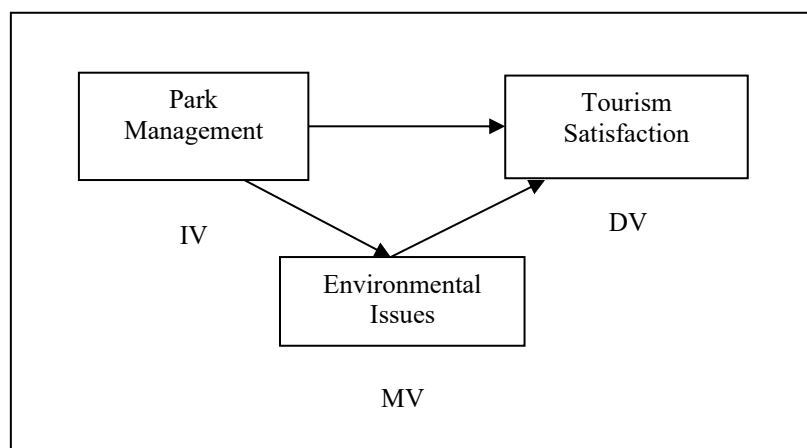 Park
Management
Tourism
Satisfaction
IV
DV
Environmental
Issues
MV